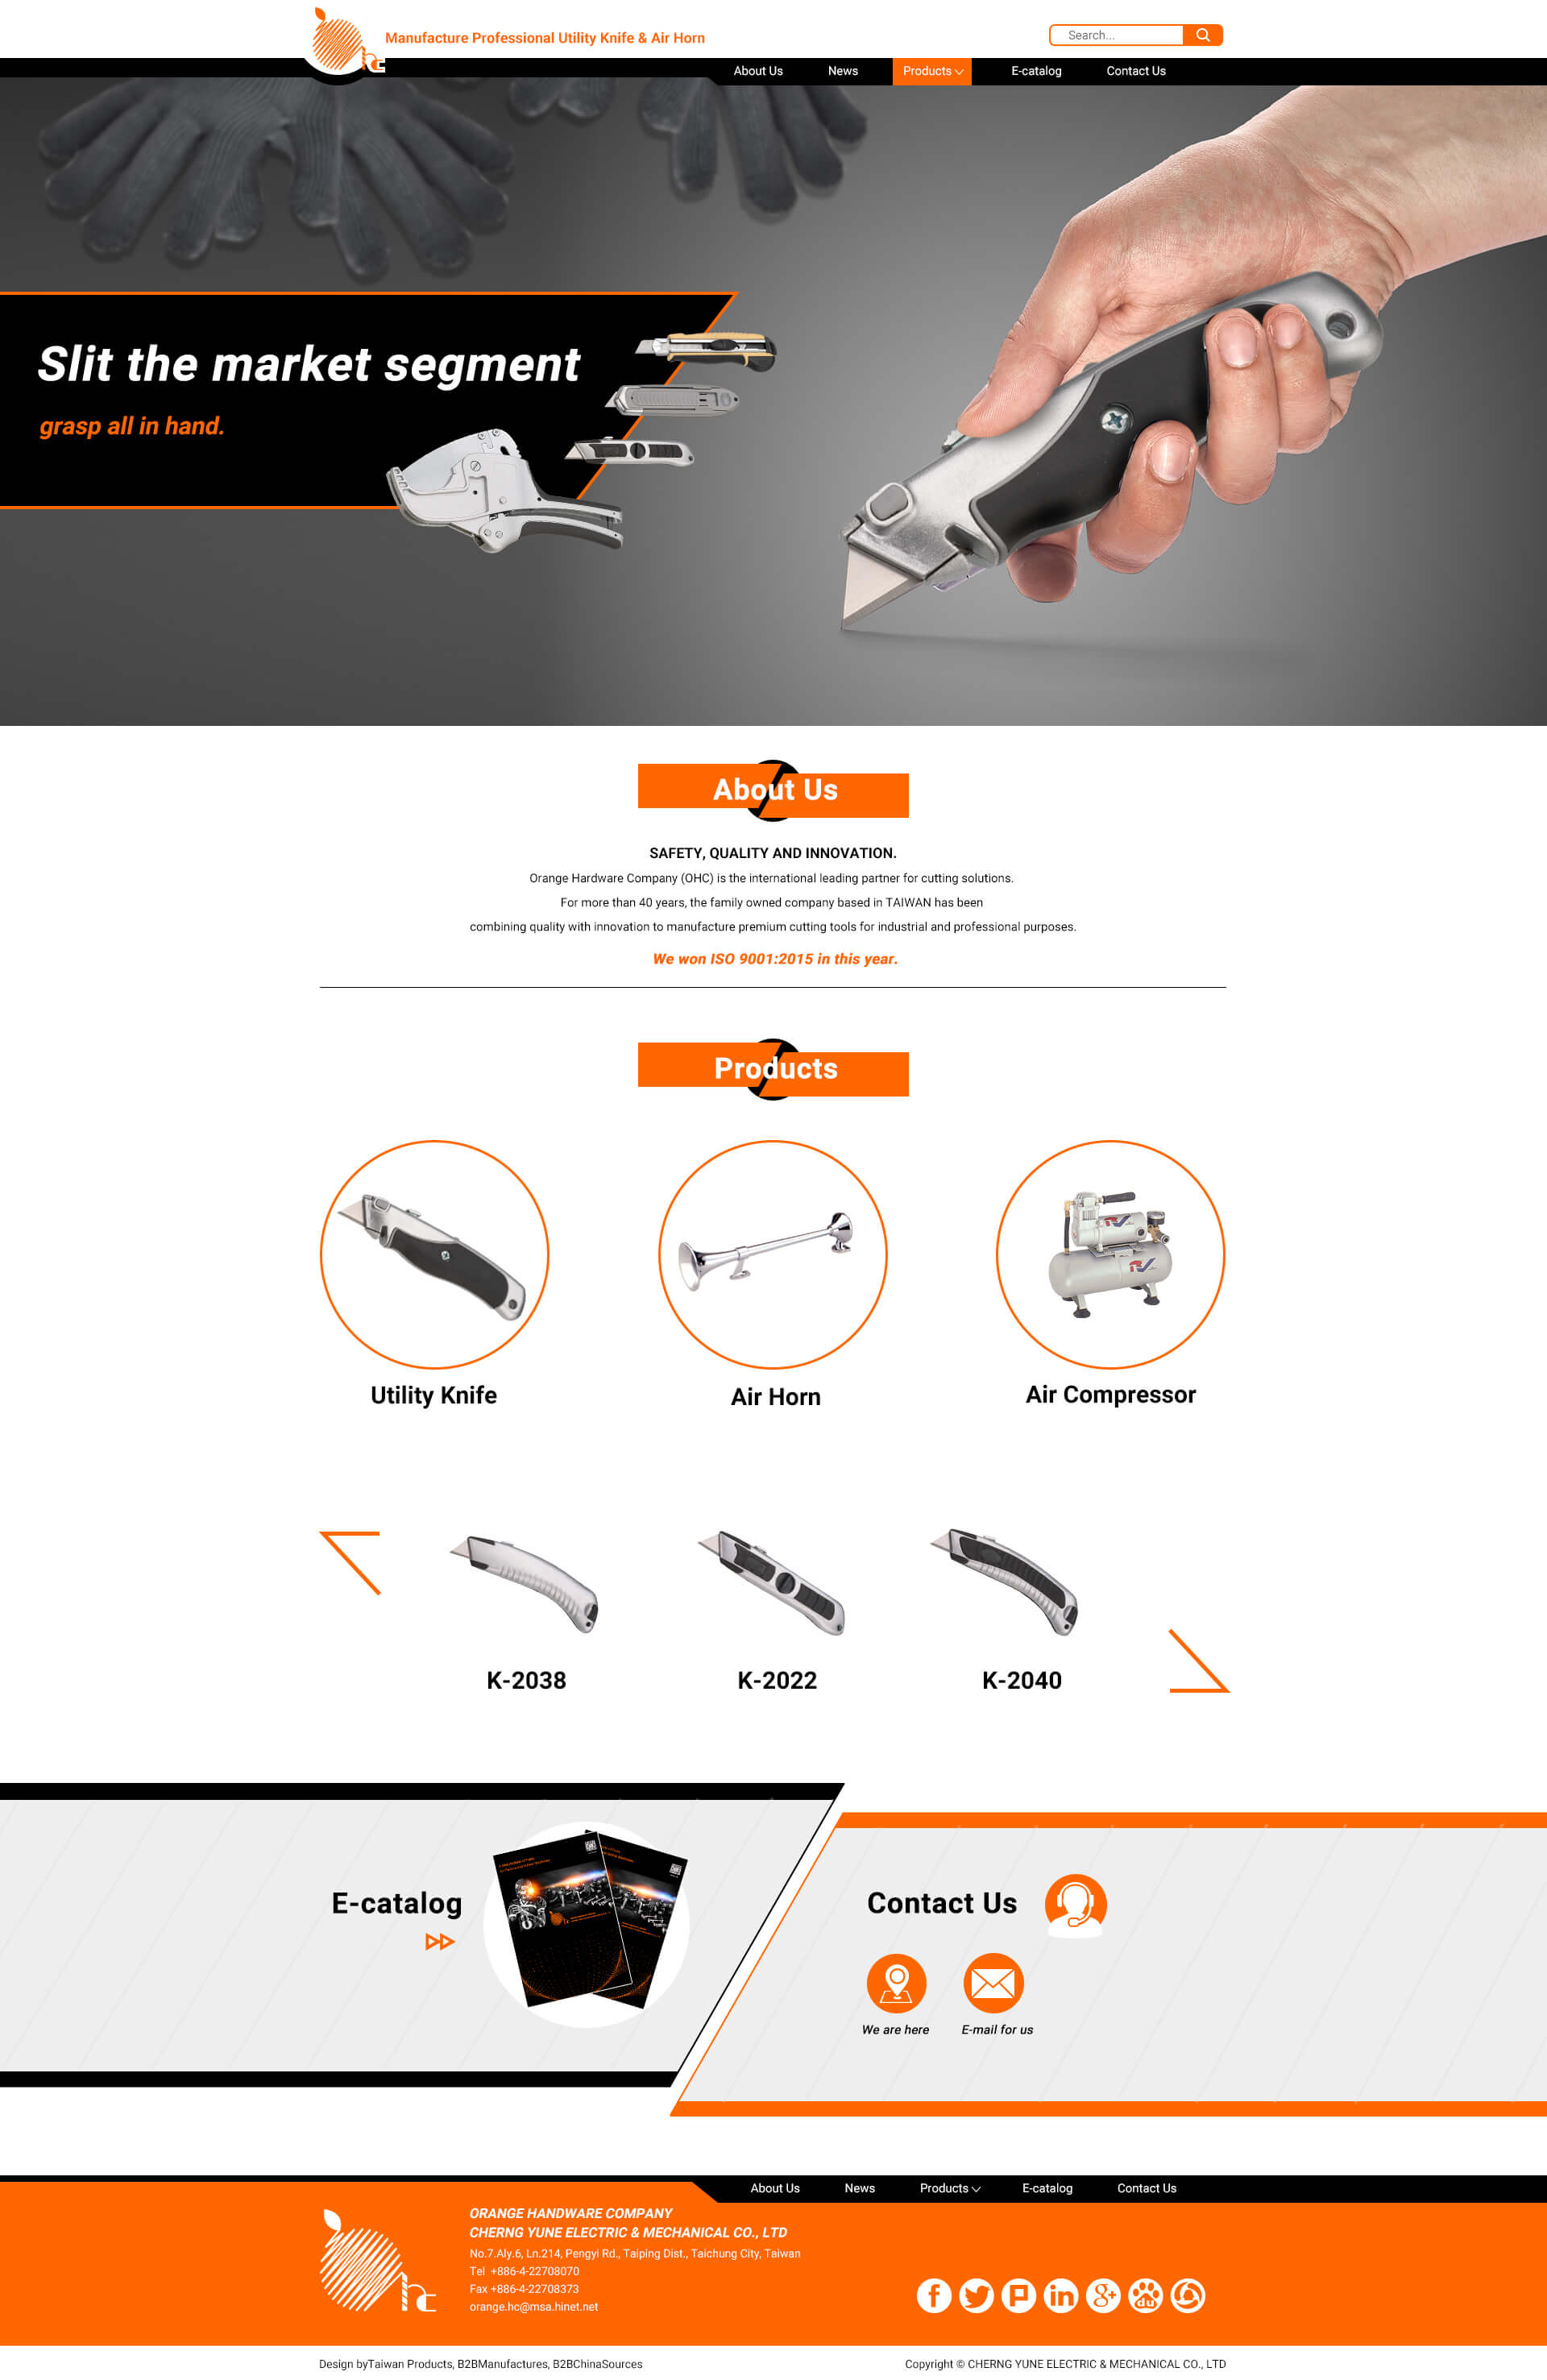 Manufacture Professional Utility Knife & Air Horn
Search...
About Us
News
Products
E-catalog
Contact Us
Slit the market segment
grasp all in hand.
About Us
SAFETY, QUALITY AND INNOVATION.
Orange Hardware Company (OHC) is the international leading partner for cutting solutions.
For more than 40 years, the family owned company based in TAIWAN has been
combining quality with innovation to manufacture premium cutting tools for industrial and professional purposes.
We won ISO 9001:2015 in this year.
Products
RV
RV
Utility Knife
Air Horn
Air Compressor
K-2038
K-2022
K-2040
E-catalog
Contact Us
We are here
E-mail for us
About Us
News
Products
E-catalog
Contact Us
hc
ORANGE HARDWARE COMPANY
CHERNG YUNE ELECTRIC & MECHANICAL CO., LTD
No.7.Aly.6, Ln.214, Pengyi Rd., Taiping Dist., Taichung City, Taiwan
Tel +886-4-22708070
Fax +886-4-22708373
orange.hc@msa.hinet.net
f
in
g+
du
Design byTaiwan Products, B2BManufactures, B2BChinaSources
Copyright © CHERNG YUNE ELECTRIC & MECHANICAL CO., LTD